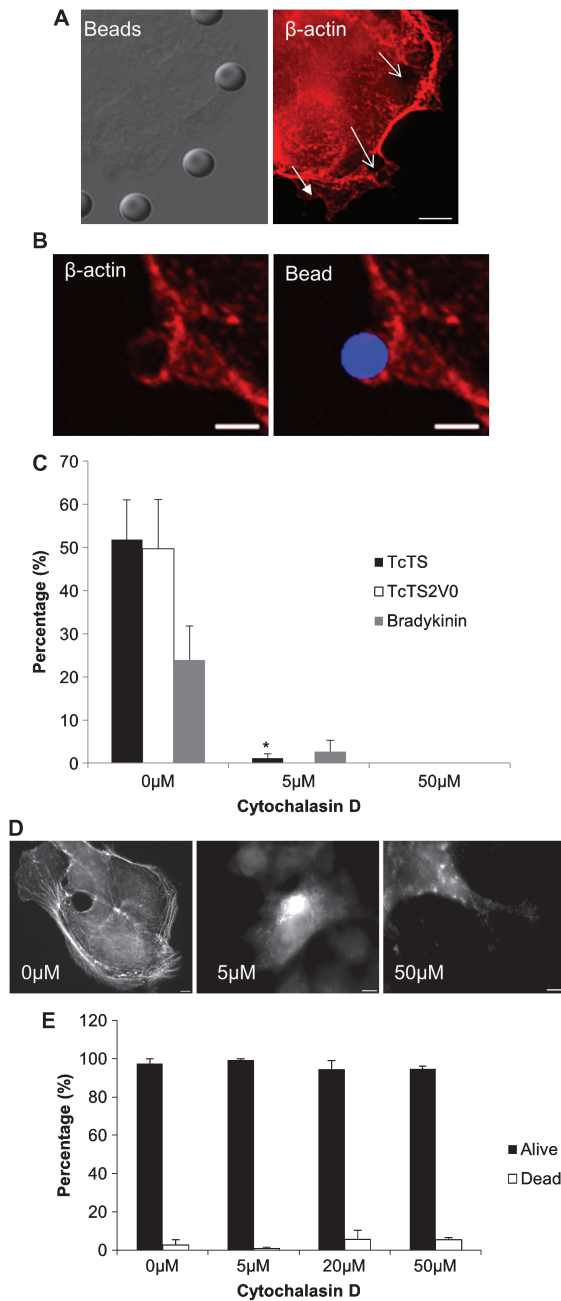 A
Beads
β-actin
B
β-actin
Bead
C
70
60
50
40
30
20
10
0
Percentage (%)
TcTS
TcTS2V0
Bradykinin
*
0µM
5µM
50µM
Cytochalasin D
D
0µM
5µM
50µM
E
120
100
80
60
40
20
0
Percentage (%)
Alive
Dead
0µM
5µM
20µM
50µM
Cytochalasin D